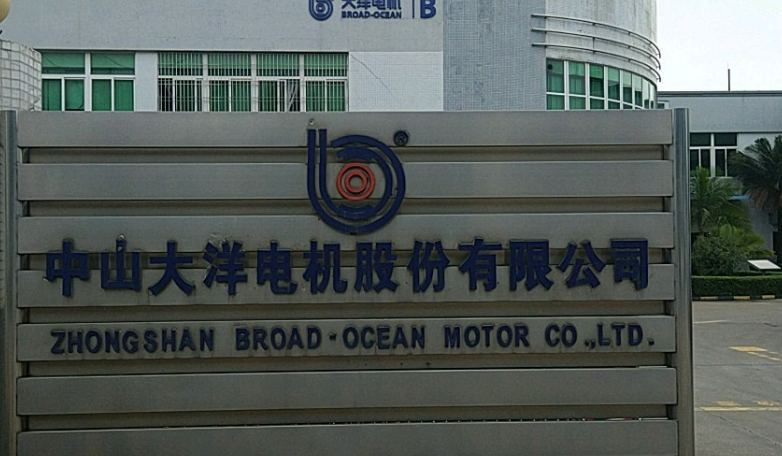 大洋电机
BROAD-OCEAN
B
®
中山大洋电机股份有限公司
ZHONGSHAN BROAD-OCEAN MOTOR CO.,LTD.